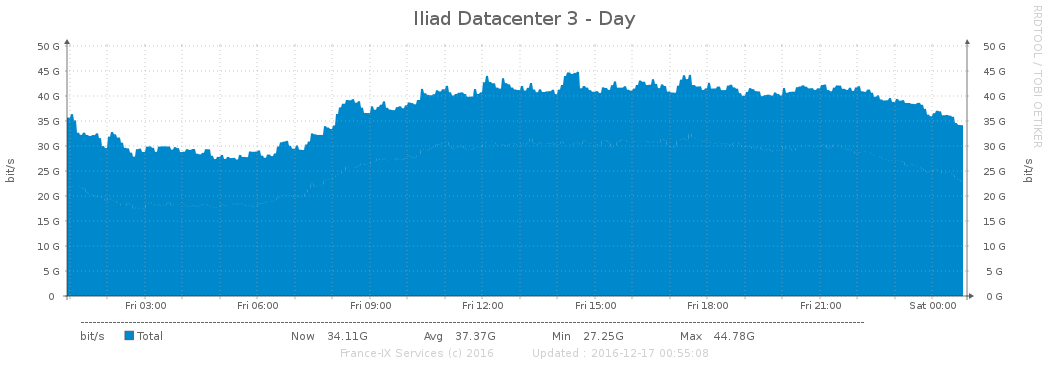 Iliad Datacenter 3 - Day
RRDTOOL / TOBI OETIKER
bit/s
50 G 50 G
45 G 45 G
40 G 40 G
35 G 35 G
30 G 30 G
25 G 25 G
20 G 20 G
15 G 15 G
10 G 10 G
5 G 5 G
0 0 G
bit/s
Fri 03:00 Fri 06:00 Fri 09:00 Fri 12:00 Fri 15:00 Fri 18:00 Fri 21:00 Sat 00:00
bit/s Total Now 34.11G Avg 37.37G Min 27.25G Max 44.78G
France-IX Services (c) 2016 Updated : 2016-12-17 00:55:08